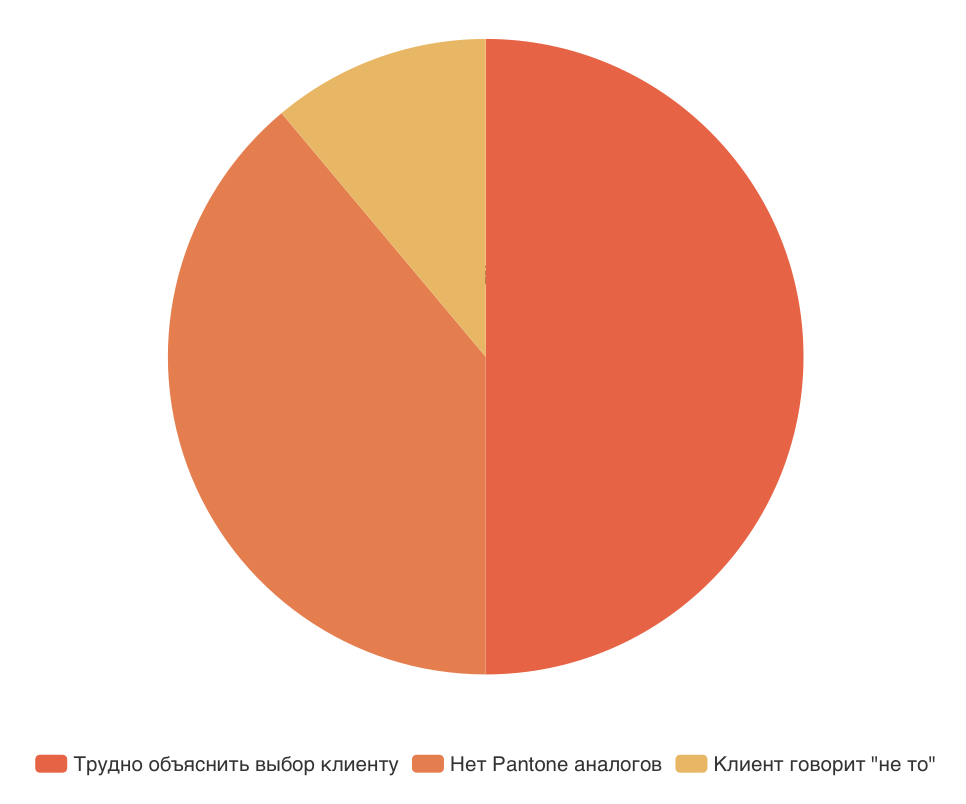 Трудно объяснить выбор клиенту
Нет Pantone аналогов
Клиент говорит "не то"